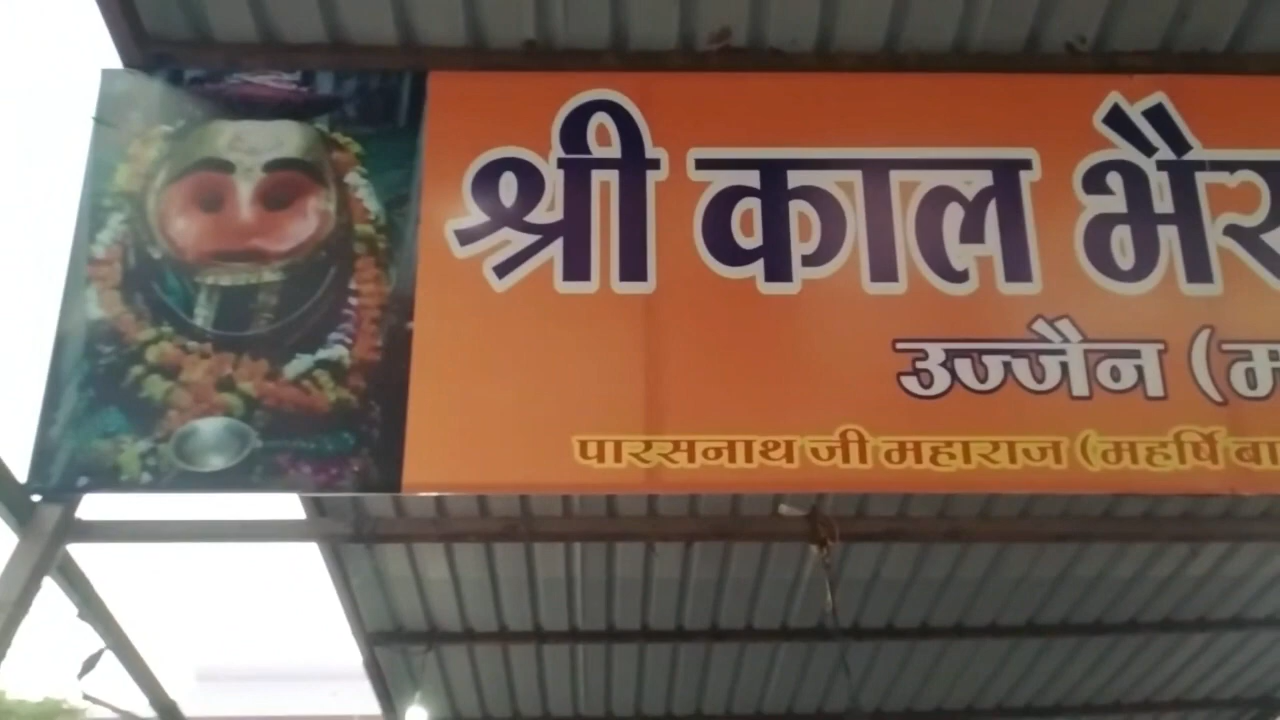 श्री काल भैर
उज्जैन (म
पारसनाथ जी महाराज (महर्षि बा